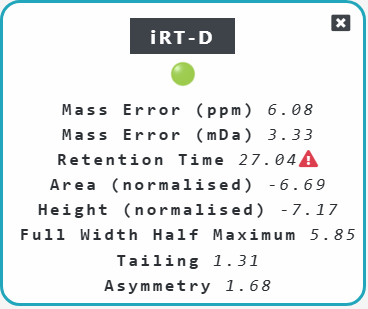 iRT-D
Mass Error (ppm) 6.08
Mass Error (mDa) 3.33
Retention Time 27.04
Area (normalised) -6.69
Height (normalised) -7.17
Full Width Half Maximum 5.85
Tailing 1.31
Asymmetry 1.68